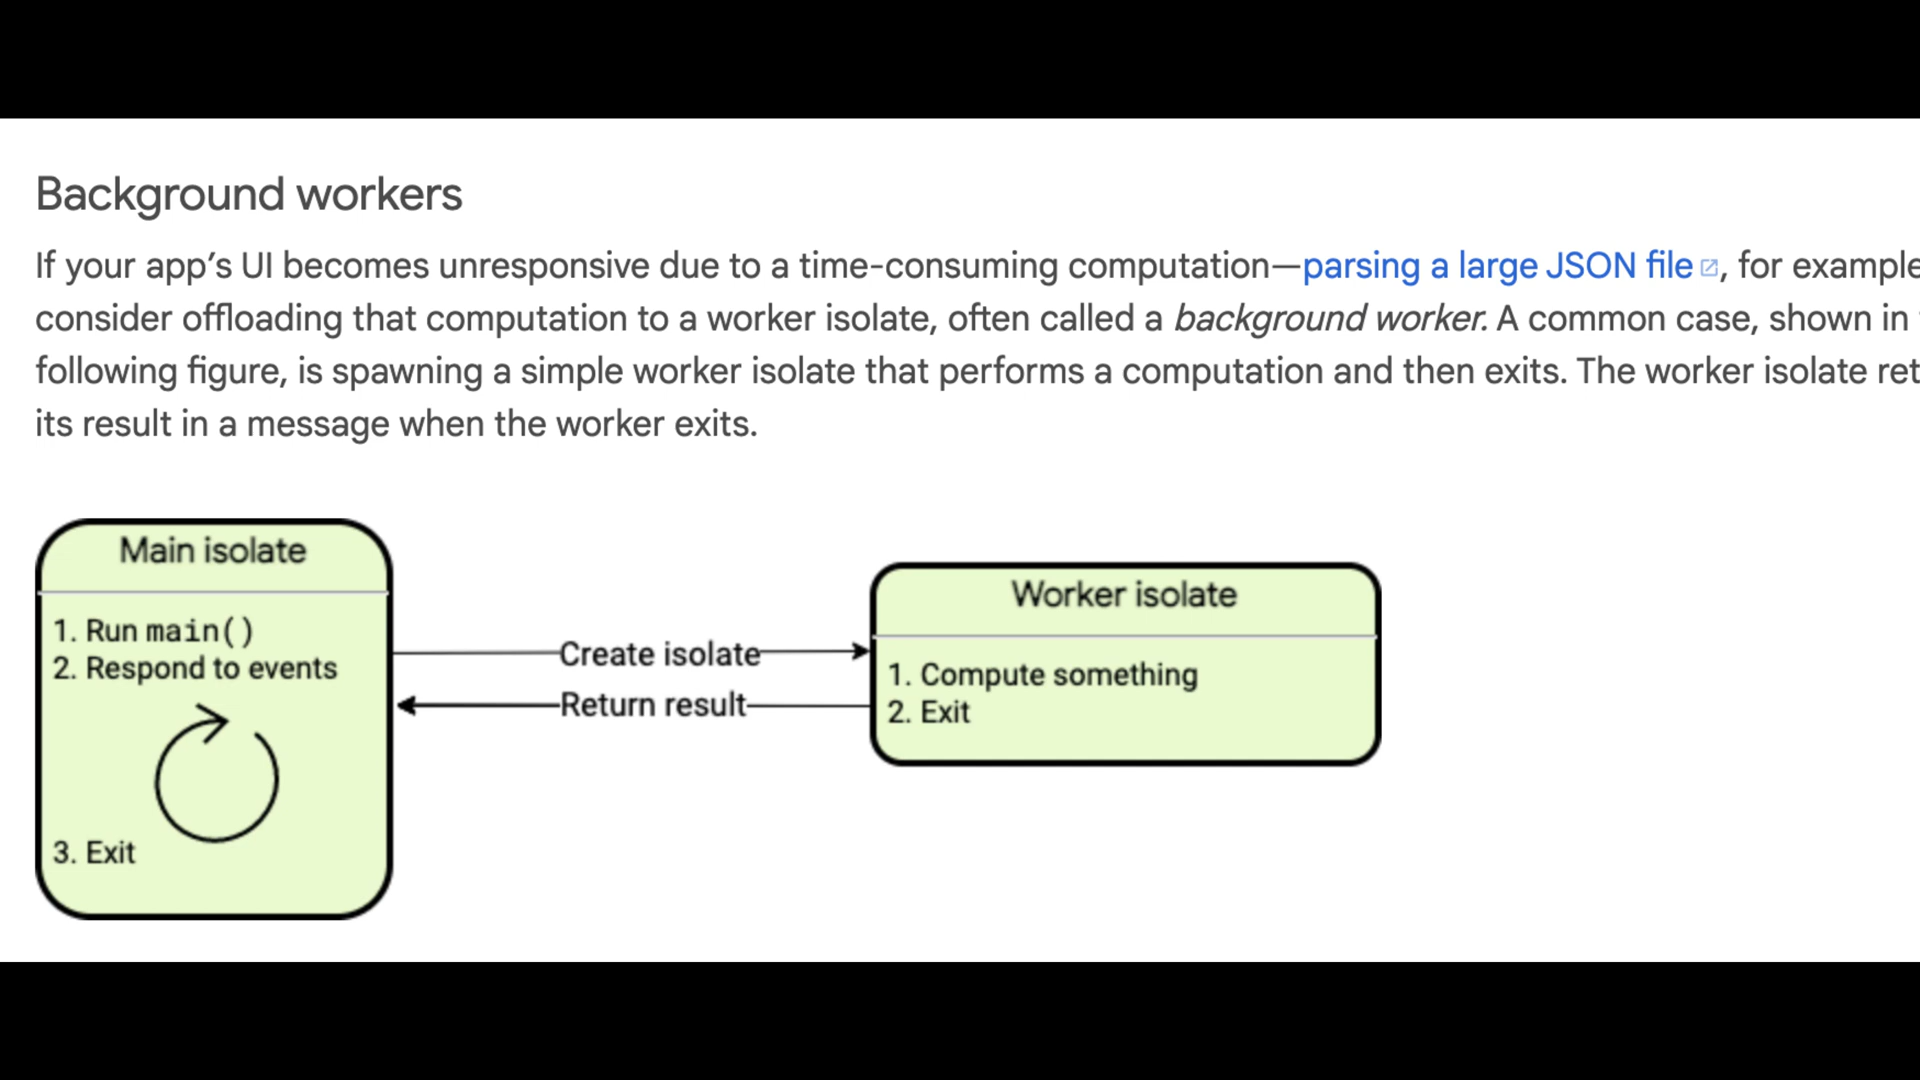 Background workers
If your app’s UI becomes unresponsive due to a time-consuming computation—parsing a large JSON file, for example
consider offloading that computation to a worker isolate, often called a background worker. A common case, shown in
following figure, is spawning a simple worker isolate that performs a computation and then exits. The worker isolate
its result in a message when the worker exits.
Main isolate
1. Run main()
2. Respond to events
3. Exit
Create isolate
Return result
Worker isolate
1. Compute something
2. Exit